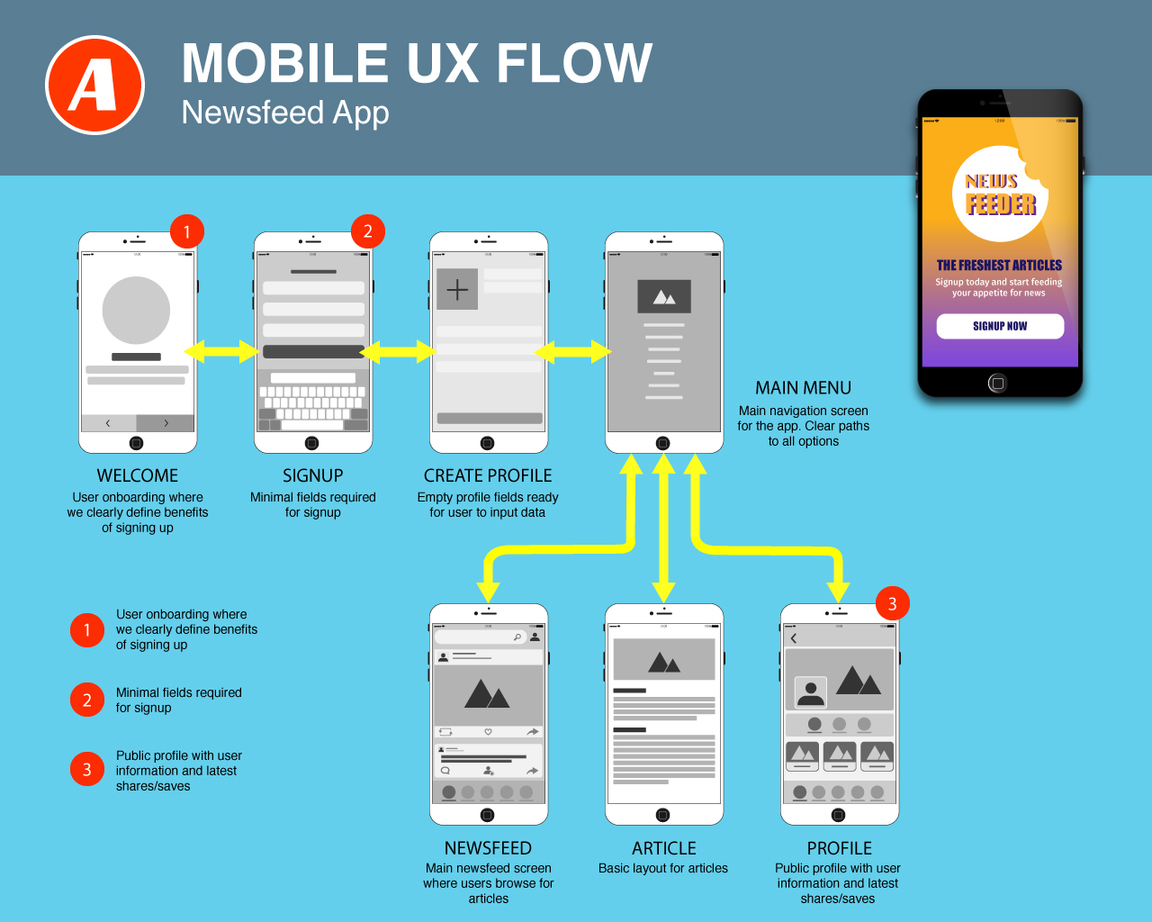 A
MOBILE UX FLOW
Newsfeed App
NEWS
FEEDER
THE FRESHEST ARTICLES
Signup today and start feeding
your appetite for news
SIGNUP NOW
1
2
WELCOME
User onboarding where
we clearly define benefits
of signing up
SIGNUP
Minimal fields required
for signup
CREATE PROFILE
Empty profile fields ready
for user to input data
MAIN MENU
Main navigation screen
for the app. Clear paths
to all options
1
User onboarding where
we clearly define benefits
of signing up
2
Minimal fields required
for signup
3
Public profile with user
information and latest
shares/saves
3
NEWSFEED
Main newsfeed screen
where users browse for
articles
ARTICLE
Basic layout for articles
PROFILE
Public profile with user
information and latest
shares/saves